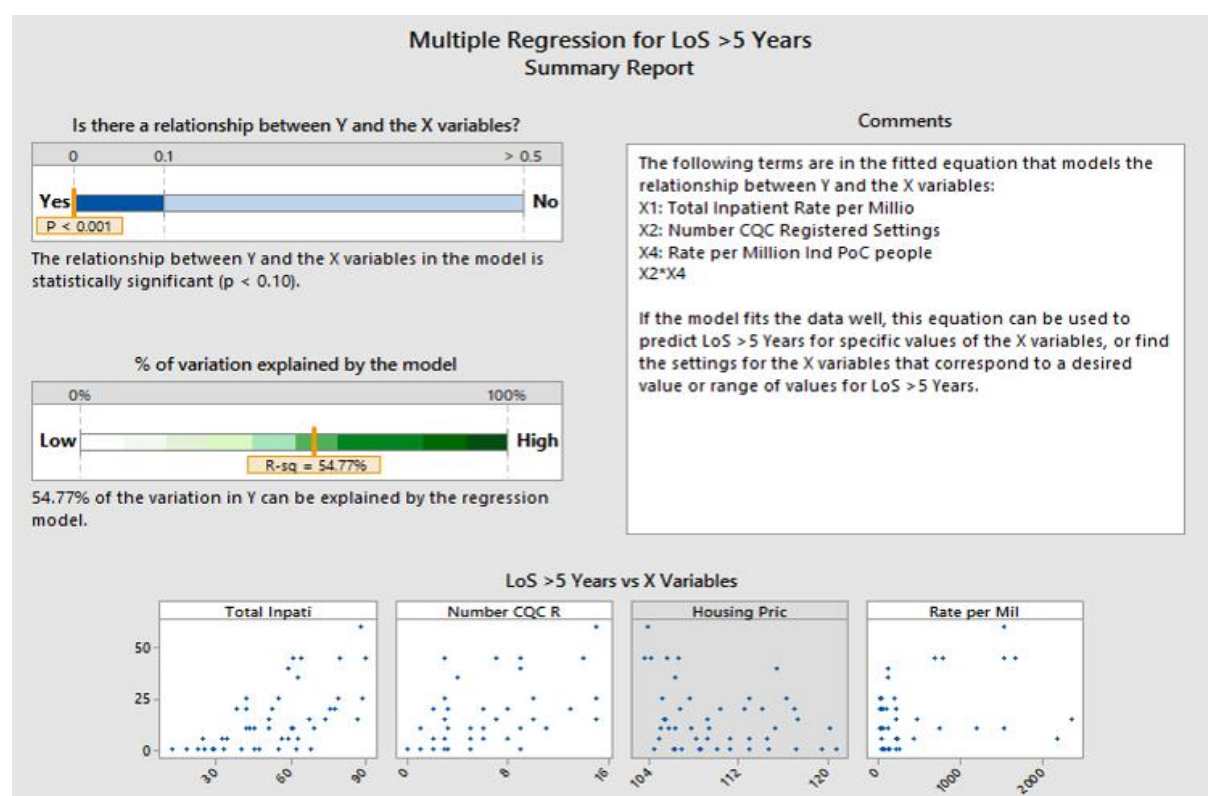 Multiple Regression for LoS >5 Years
Summary Report
Is there a relationship between Y and the X variables?
0 0.1 > 0.5
Yes No
P < 0.001
The relationship between Y and the X variables in the model is
statistically significant (p < 0.10).
% of variation explained by the model
0% 100%
Low High
R-sq = 54.77%
54.77% of the variation in Y can be explained by the regression
model.
Comments
The following terms are in the fitted equation that models the
relationship between Y and the X variables:
X1: Total Inpatient Rate per Millio
X2: Number CQC Registered Settings
X4: Rate per Million Ind PoC people
X2*X4
If the model fits the data well, this equation can be used to
predict LoS >5 Years for specific values of the X variables, or find
the settings for the X variables that correspond to a desired
value or range of values for LoS >5 Years.
LoS >5 Years vs X Variables
Total Inpati Number CQC R Housing Pric Rate per Mil
50
25
0
30 60 90 0 8 16 104 112 120 0 1000 2000